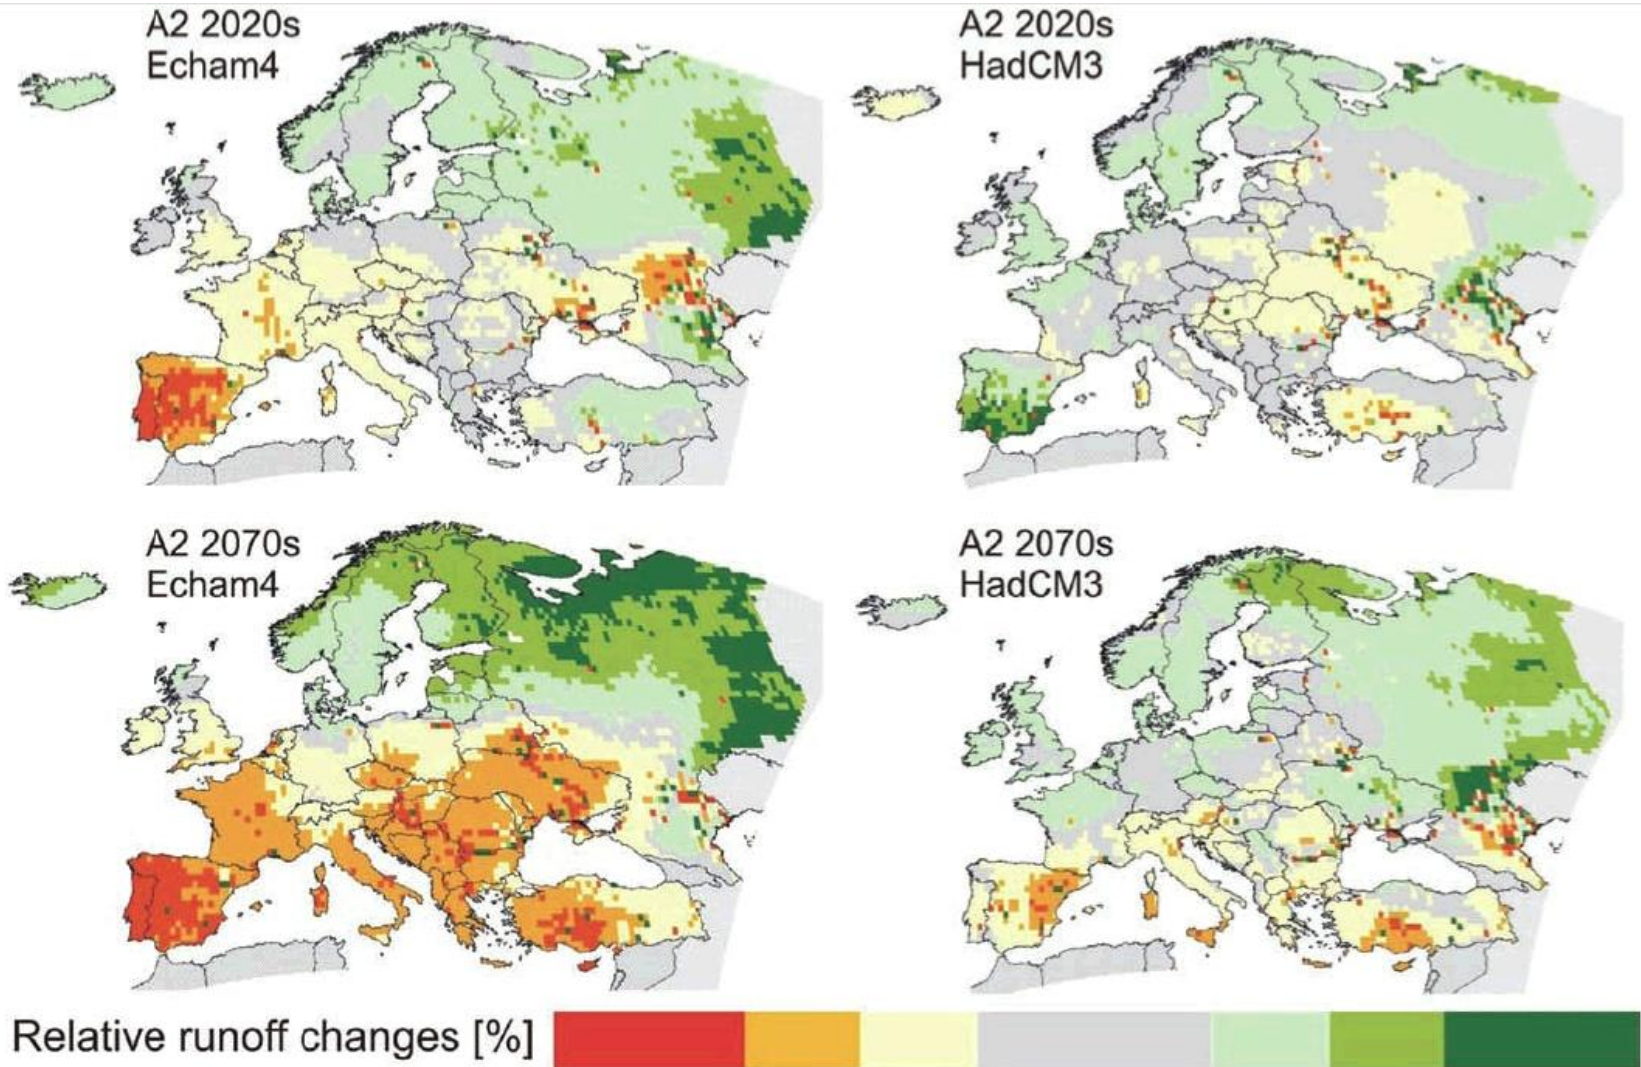 A2 2020s
Echam4
A2 2020s
HadCM3
A2 2070s
Echam4
A2 2070s
HadCM3
Relative runoff changes [%]